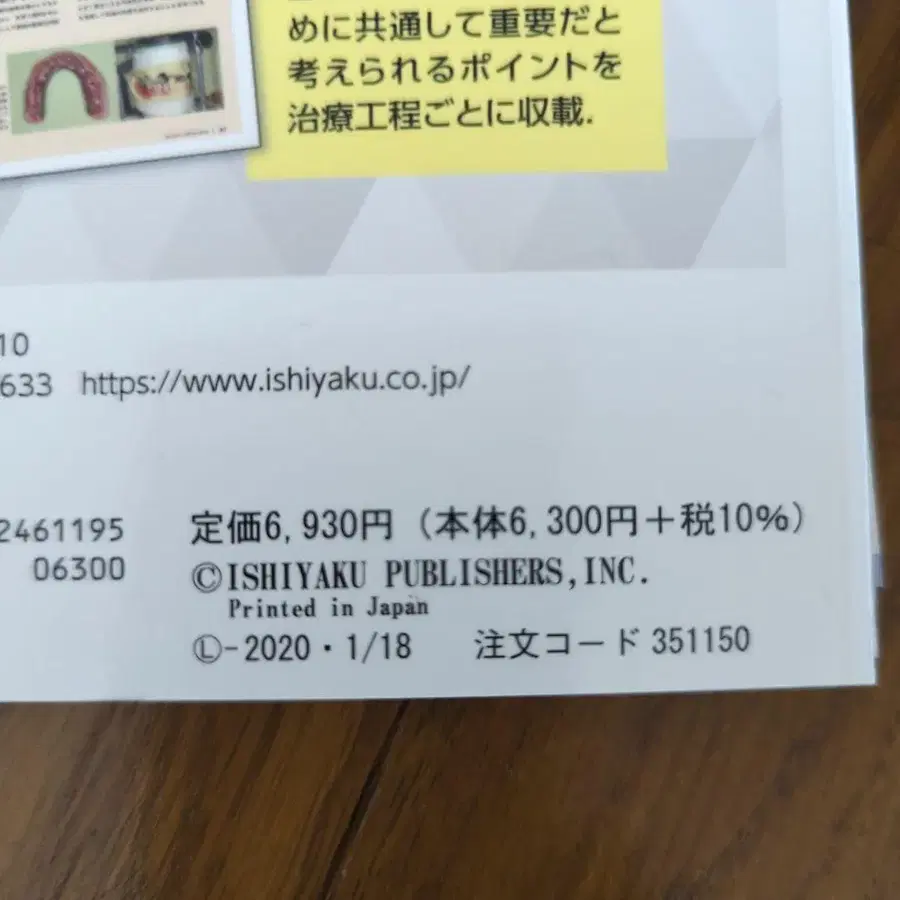 めに共通して重要だと
考えられるポイントを
治療工程ごとに収載.
10
633 https://www.ishiyaku.co.jp/
2461195 定価6,930円(本体6,300円+税10%)
06300 ©ISHIYAKU PUBLISHERS,INC.
Printed in Japan
Ⓛ-2020・1/18 注文コード 351150